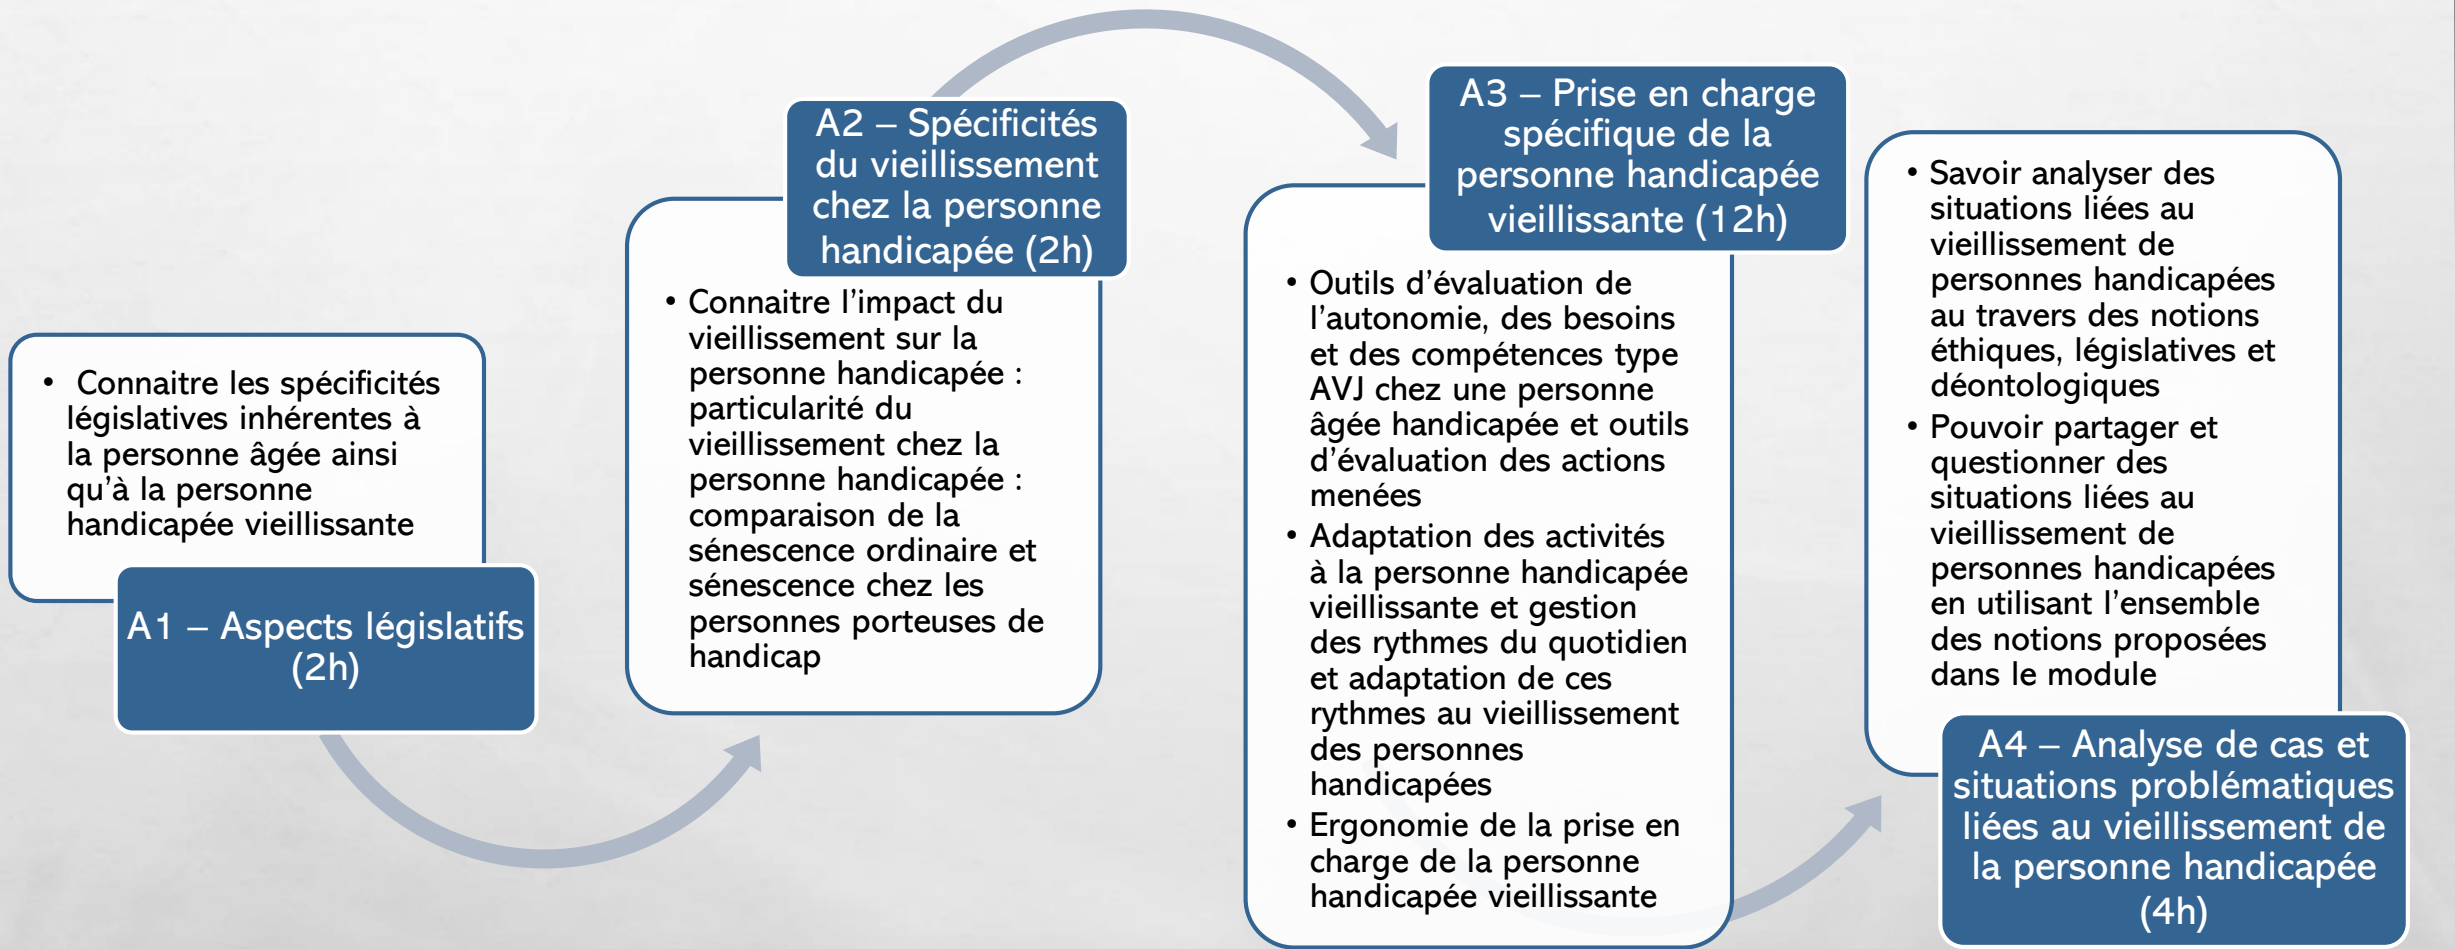 • Connaitre les spécificités
législatives inhérentes à
la personne âgée ainsi
qu'à la personne
handicapée vieillissante
A1 – Aspects législatifs
(2h)
A2 – Spécificités
du vieillissement
chez la personne
handicapée (2h)
• Connaitre l'impact du
vieillissement sur la
personne handicapée :
particularité du
vieillissement chez la
personne handicapée :
comparaison de la
sénescence ordinaire et
sénescence chez les
personnes porteuses de
handicap
A3 – Prise en charge
spécifique de la
personne handicapée
vieillissante (12h)
• Outils d'évaluation de
l'autonomie, des besoins
et des compétences type
AVJ chez une personne
âgée handicapée et outils
d'évaluation des actions
menées
• Adaptation des activités
à la personne handicapée
vieillissante et gestion
des rythmes du quotidien
et adaptation de ces
rythmes au vieillissement
des personnes
handicapées
• Ergonomie de la prise en
charge de la personne
handicapée vieillissante
• Savoir analyser des
situations liées au
vieillissement de
personnes handicapées
au travers des notions
éthiques, législatives et
déontologiques
• Pouvoir partager et
questionner des
situations liées au
vieillissement de
personnes handicapées
en utilisant l'ensemble
des notions proposées
dans le module
A4 – Analyse de cas et
situations problématiques
liées au vieillissement de
la personne handicapée
(4h)